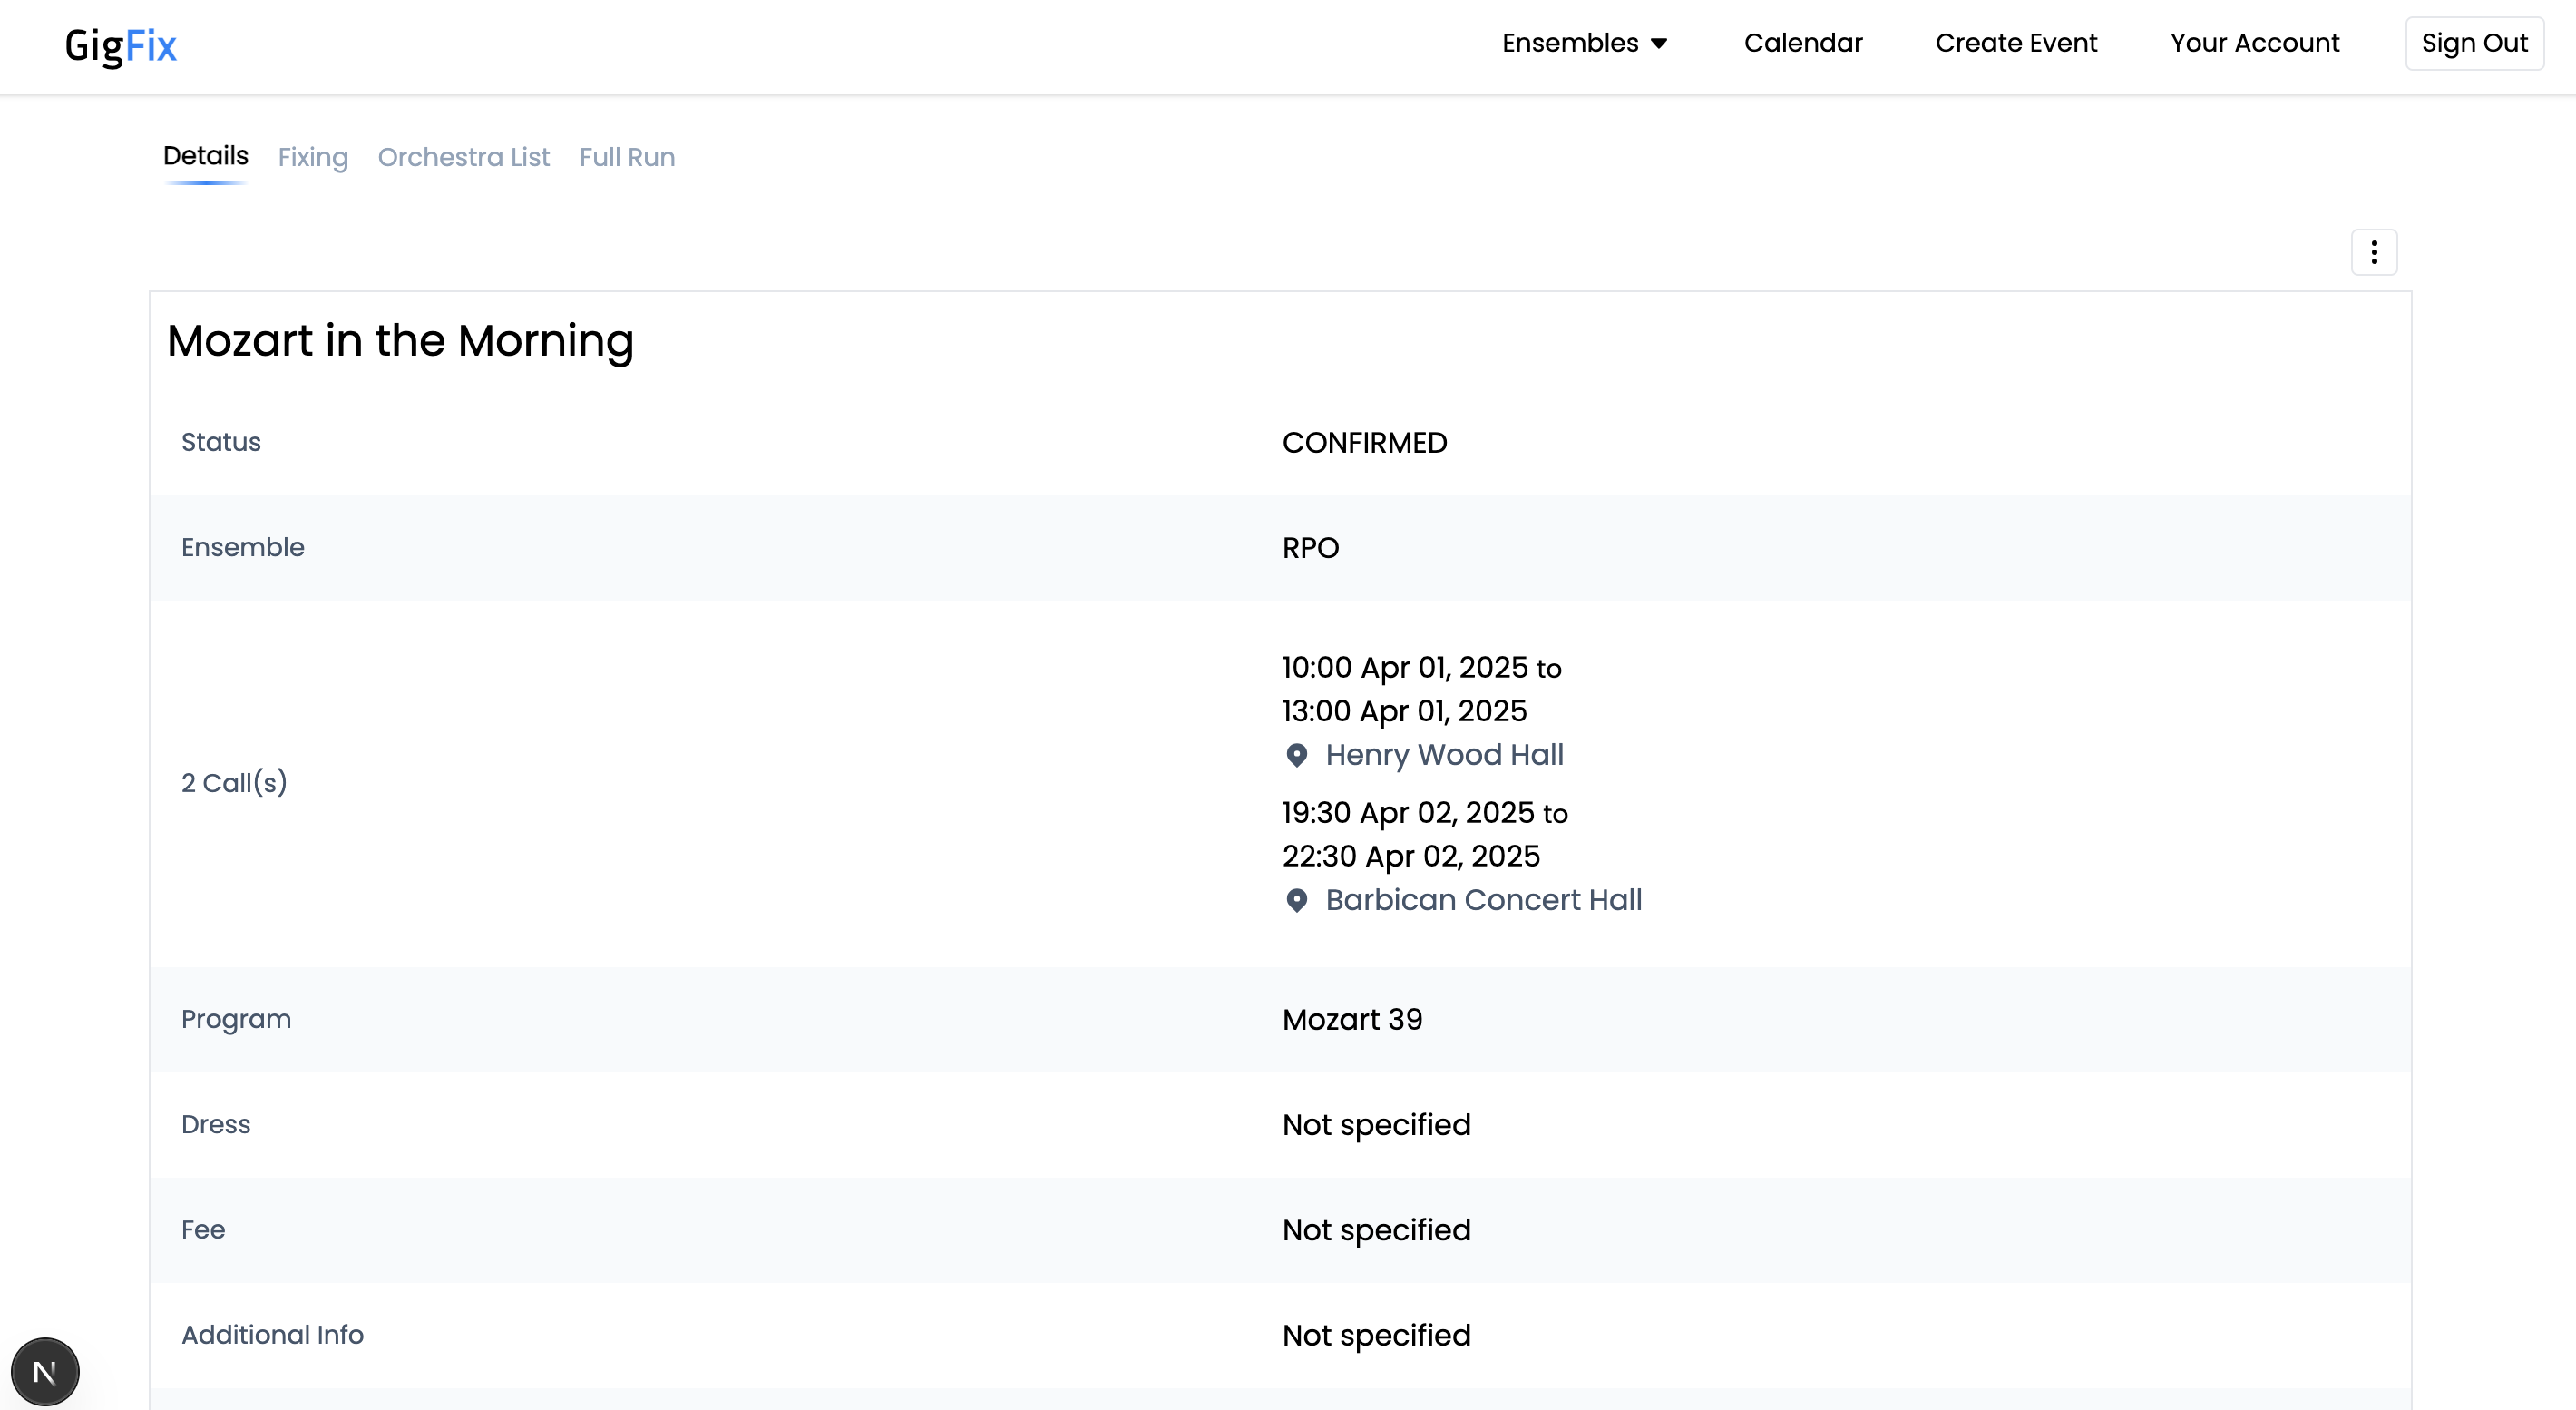 GigFix
Ensembles
Calendar
Create Event
Your Account
Sign Out
Details
Fixing
Orchestra List
Full Run
Mozart in the Morning
Status
CONFIRMED
Ensemble
RPO
2 Call(s)
10:00 Apr 01, 2025 to
13:00 Apr 01, 2025
Henry Wood Hall
19:30 Apr 02, 2025 to
22:30 Apr 02, 2025
Barbican Concert Hall
Program
Mozart 39
Dress
Not specified
Fee
Not specified
Additional Info
Not specified
N